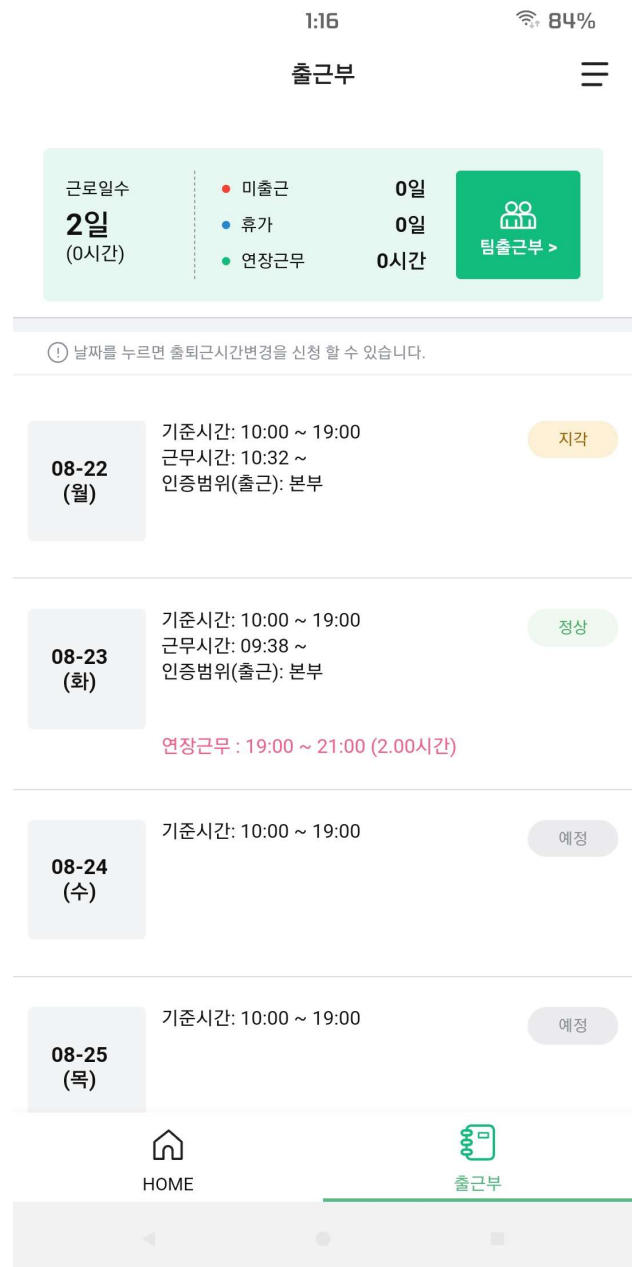 1:16 84%
출근부
근로일수
2일
(0시간)
미출근 0일
휴가 0일
연장근무 0시간
팀출근부 >
날짜를 누르면 출퇴근시간변경을 신청 할 수 있습니다.
08-22
(월)
기준시간: 10:00 ~ 19:00
근무시간: 10:32 ~
인증범위(출근): 본부
지각
08-23
(화)
기준시간: 10:00 ~ 19:00
근무시간: 09:38 ~
인증범위(출근): 본부
연장근무 : 19:00 ~ 21:00 (2.00시간)
정상
08-24
(수)
기준시간: 10:00 ~ 19:00
예정
08-25
(목)
기준시간: 10:00 ~ 19:00
예정
HOME
출근부